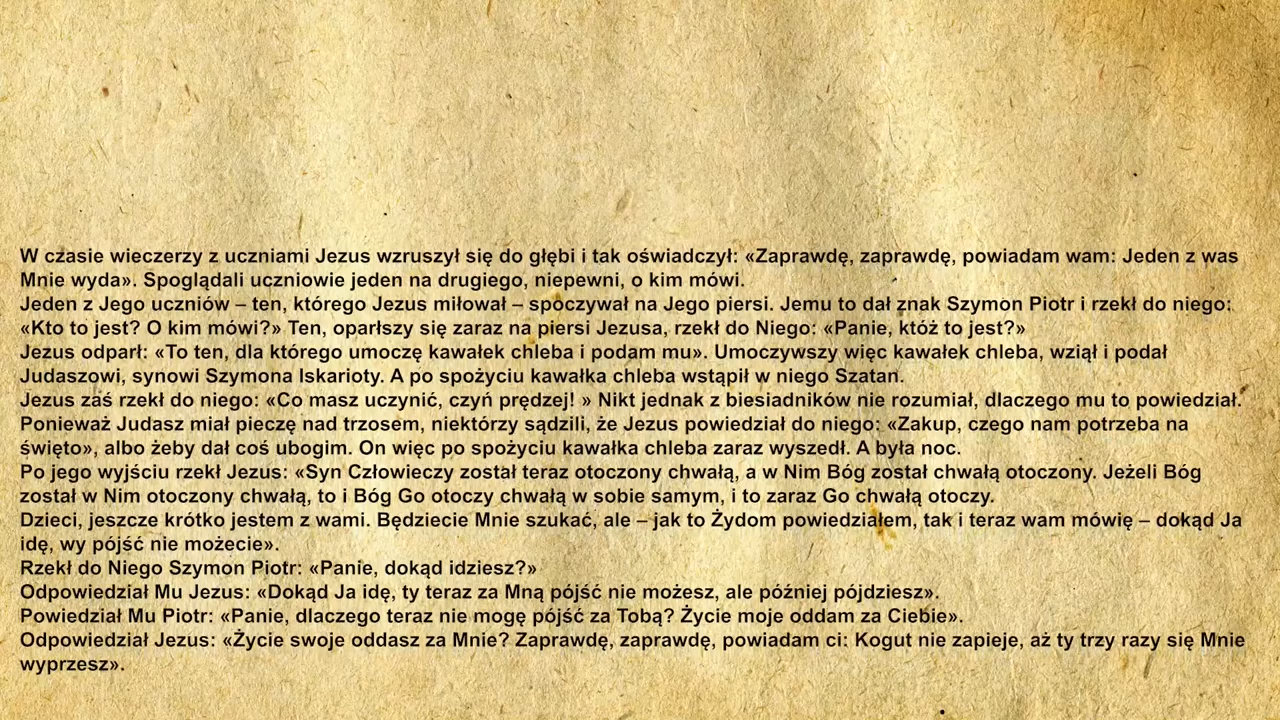 W czasie wieczerzy z uczniami Jezus wzruszył się do głębi i tak oświadczył: «Zaprawdę, zaprawdę, powiadam wam: Jeden z was
Mnie wyda». Spoglądali uczniowie jeden na drugiego, niepewni, o kim mówi.
Jeden z Jego uczniów – ten, którego Jezus miłował – spoczywał na Jego piersi. Jemu to dał znak Szymon Piotr i rzekł do niego:
«Kto to jest? O kim mówi?» Ten, oparłszy się zaraz na piersi Jezusa, rzekł do Niego: «Panie, któż to jest?»
Jezus odparł: «To ten, dla którego umoczę kawałek chleba i podam mu». Umoczywszy więc kawałek chleba, wziął i podał
Judaszowi, synowi Szymona Iskarioty. A po spożyciu kawałka chleba wstąpił w niego Szatan.
Jezus zaś rzekł do niego: «Co masz uczynić, czyń prędzej! » Nikt jednak z biesiadników nie rozumiał, dlaczego mu to powiedział.
Ponieważ Judasz miał pieczę nad trzosem, niektórzy sądzili, że Jezus powiedział do niego: «Zakup, czego nam potrzeba na
święto», albo żeby dał coś ubogim. On więc po spożyciu kawałka chleba zaraz wyszedł. A była noc.
Po jego wyjściu rzekł Jezus: «Syn Człowieczy został teraz otoczony chwałą, a w Nim Bóg został chwałą otoczony. Jeżeli Bóg
został w Nim otoczony chwałą, to i Bóg Go otoczy chwałą w sobie samym, i to zaraz Go chwałą otoczy.
Dzieci, jeszcze krótko jestem z wami. Będziecie Mnie szukać, ale – jak to Żydom powiedziałem, tak i teraz wam mówię – dokąd Ja
idę, wy pójść nie możecie».
Rzekł do Niego Szymon Piotr: «Panie, dokąd idziesz?»
Odpowiedział Mu Jezus: «Dokąd Ja idę, ty teraz za Mną pójść nie możesz, ale później pójdziesz».
Powiedział Mu Piotr: «Panie, dlaczego teraz nie mogę pójść za Tobą? Życie moje oddam za Ciebie».
Odpowiedział Jezus: «Życie swoje oddasz za Mnie? Zaprawdę, zaprawdę, powiadam ci: Kogut nie zapieje, aż ty trzy razy się Mnie
wyprzesz».